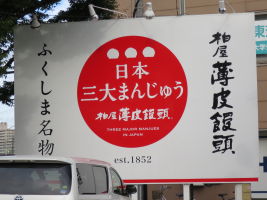 柏屋 薄皮饅頭
日本
三大まんじゅう
柏屋 薄皮饅頭
THREE MAJOR MANJUES
IN JAPAN
ふくしま名物
est.1852
東